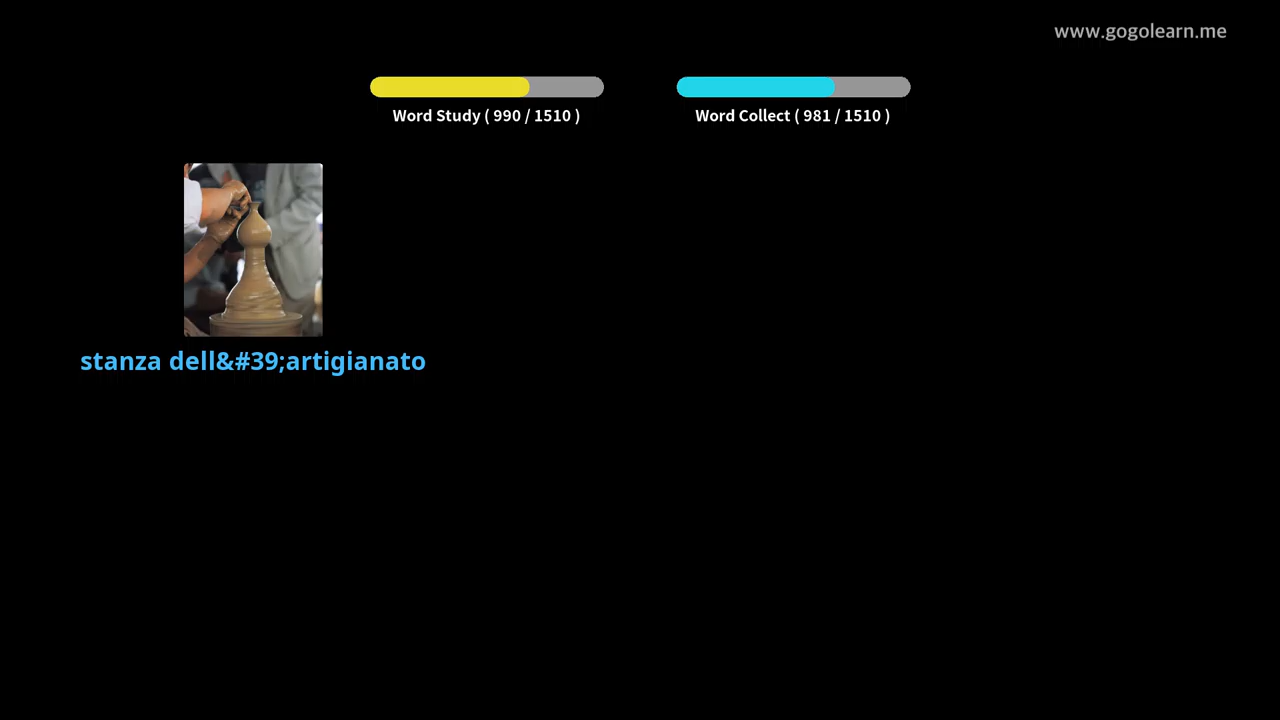 www.gogolearn.me
Word Study ( 990 / 1510 )
Word Collect ( 981 / 1510 )
stanza dell&#39;artigianato